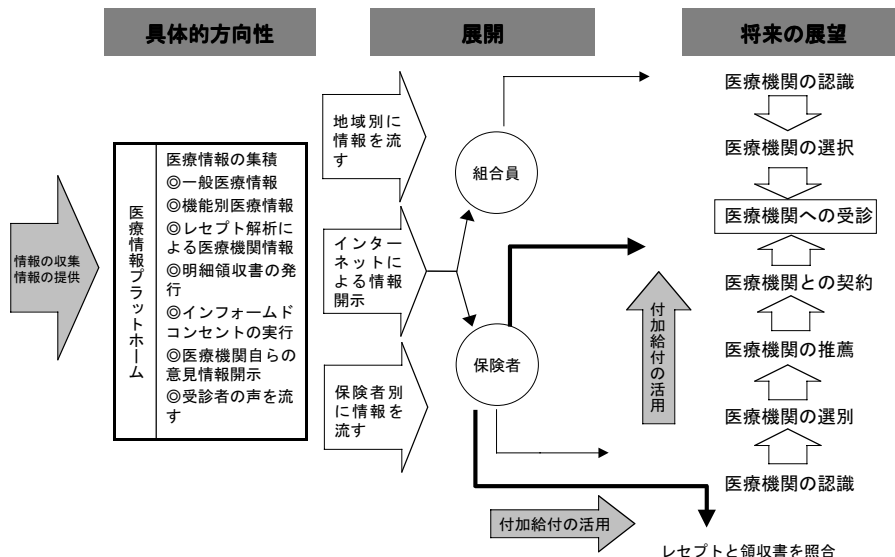 具体的方向性
展開
将来の展望
情報の収集
情報の提供
医療情報プラットホーム
医療情報の集積
◎一般医療情報
◎機能別医療情報
◎レセプト解析に
よる医療機関情報
◎明細領収書の発
行
◎インフォームド
コンセントの実行
◎医療機関自らの
意見情報開示
◎受診者の声を流
す
地域別に
情報を流
す
インター
ネットに
よる情報
開示
保険者別
に情報を
流す
組合員
保険者
付加給付の活用
付加給付の活用
医療機関の認識
医療機関の選択
医療機関への受診
医療機関との契約
医療機関の推薦
医療機関の選別
医療機関の認識
レセプトと領収書を照合